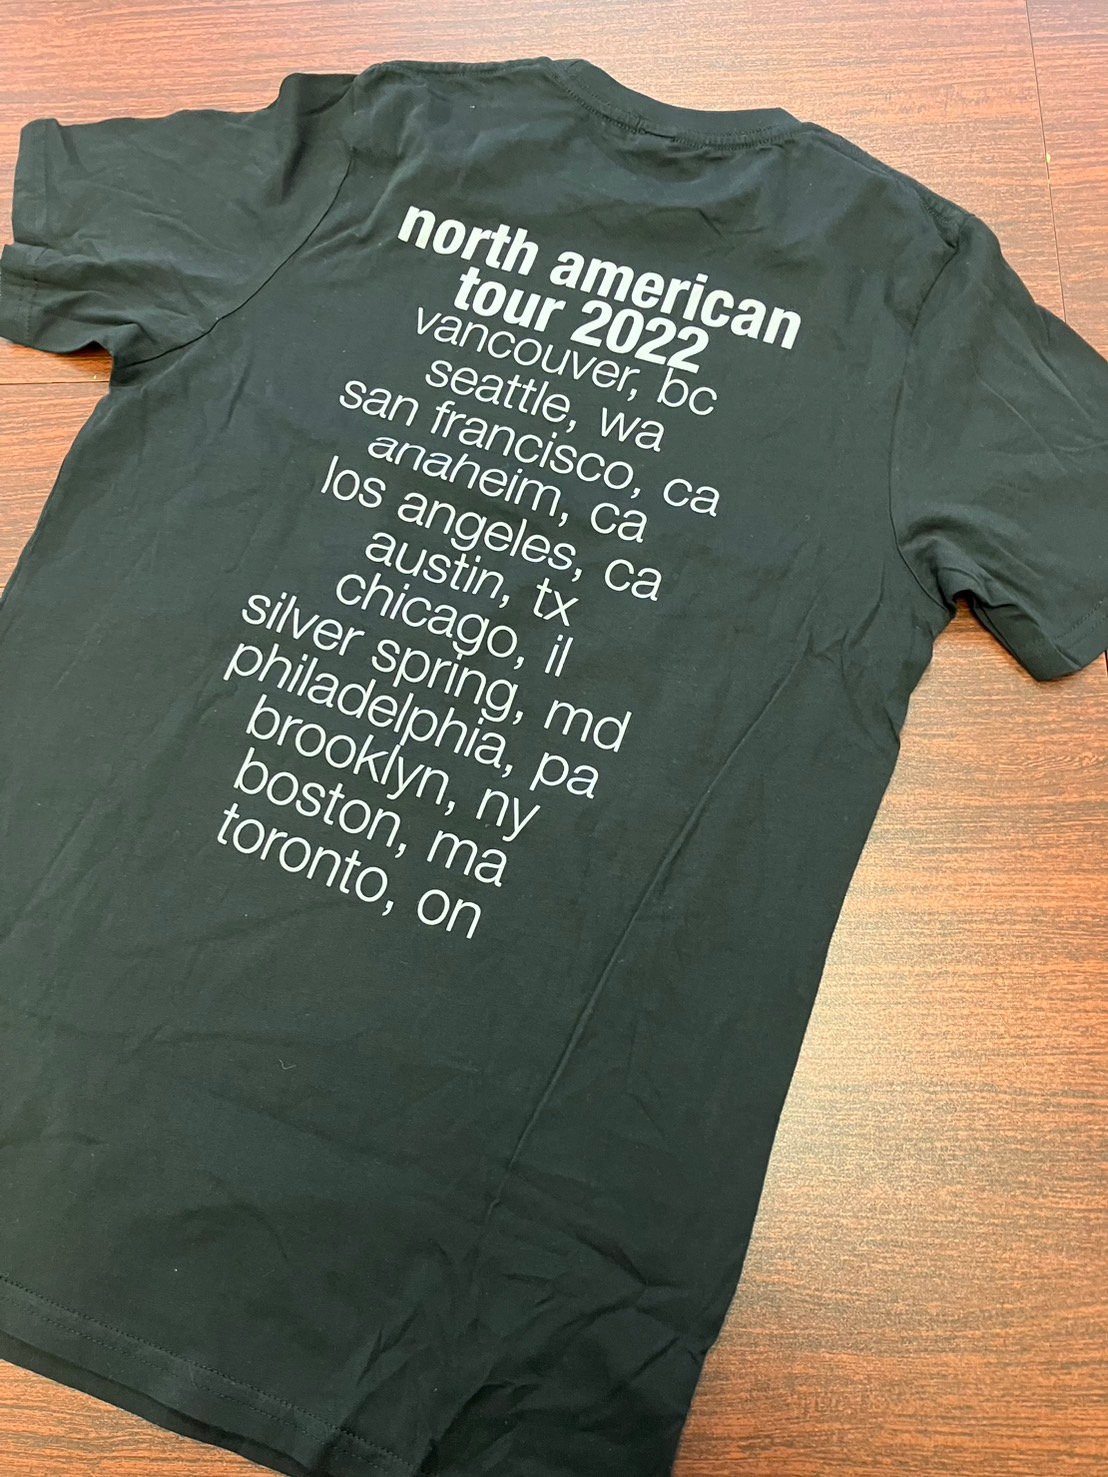 north american
tour 2022
vancouver, bc
seattle, wa
san francisco, ca
anaheim, ca
los angeles, ca
austin, tx
chicago, il
silver spring, md
philadelphia, pa
brooklyn, ny
boston, ma
toronto, on